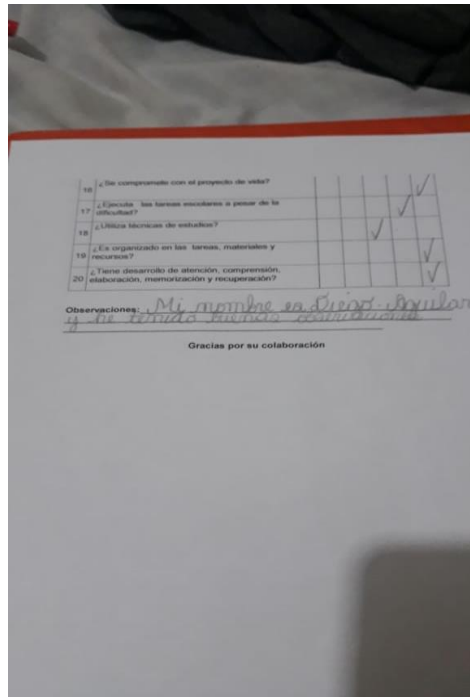 16 ¿Se compromete con el proyecto de vida? ✓
17 ¿Ejecuta las tareas escolares a pesar de la
dificultad? ✓
18 ¿Utiliza técnicas de estudios? ✓
19 ¿Es organizado en las tareas, materiales y
recursos? ✓
20 ¿Tiene desarrollo de atención, comprensión,
elaboración, memorización y recuperación? ✓
Observaciones: Mi nombre es Diego Aguilar
y he tenido buenas
Gracias por su colaboración